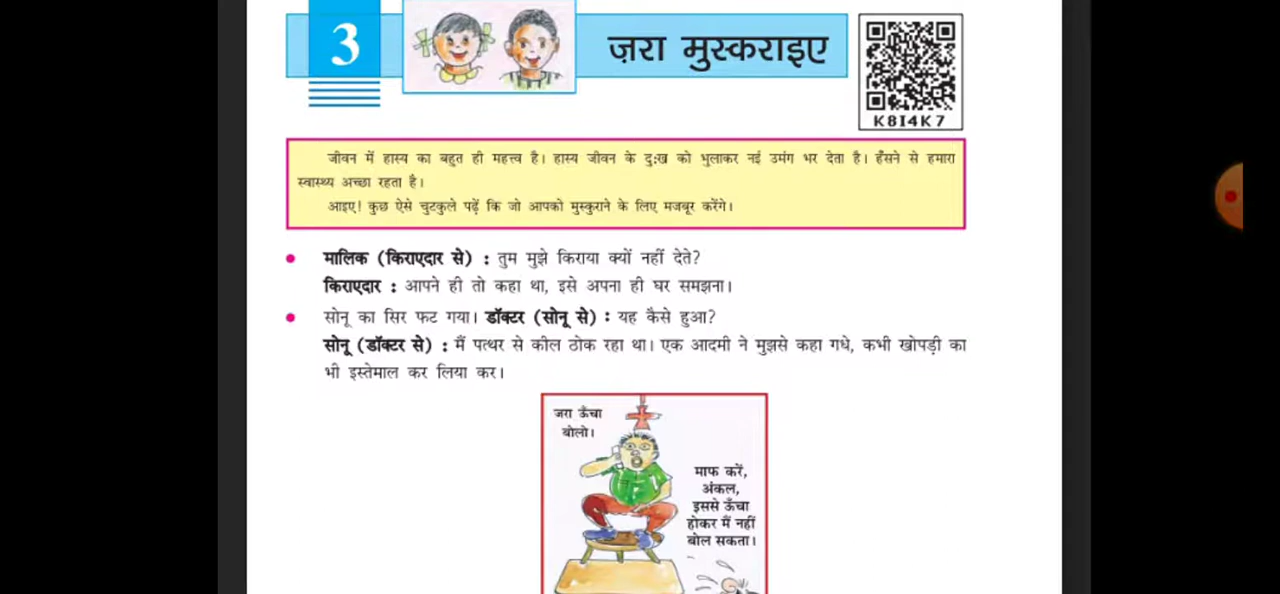 3
ज़रा मुस्कराइए
K8I4K7
जीवन में हास्य का बहुत ही महत्त्व है। हास्य जीवन के दुःख को भुलाकर नई उमंग भर देता है। हँसने से हमारा
स्वास्थ्य अच्छा रहता है।
आइए! कुछ ऐसे चुटकुले पढ़ें कि जो आपको मुस्कुराने के लिए मजबूर करेंगे।
• मालिक (किराएदार से) : तुम मुझे किराया क्यों नहीं देते?
किराएदार : आपने ही तो कहा था, इसे अपना ही घर समझना।
• सोनू का सिर फट गया। डॉक्टर (सोनू से) : यह कैसे हुआ?
सोनू (डॉक्टर से) : मैं पत्थर से कील ठोक रहा था। एक आदमी ने मुझसे कहा गधे, कभी खोपड़ी का
भी इस्तेमाल कर लिया कर।
जरा ऊँचा
बोलो।
माफ करें,
अंकल,
इससे ऊँचा
होकर मैं नहीं
बोल सकता।